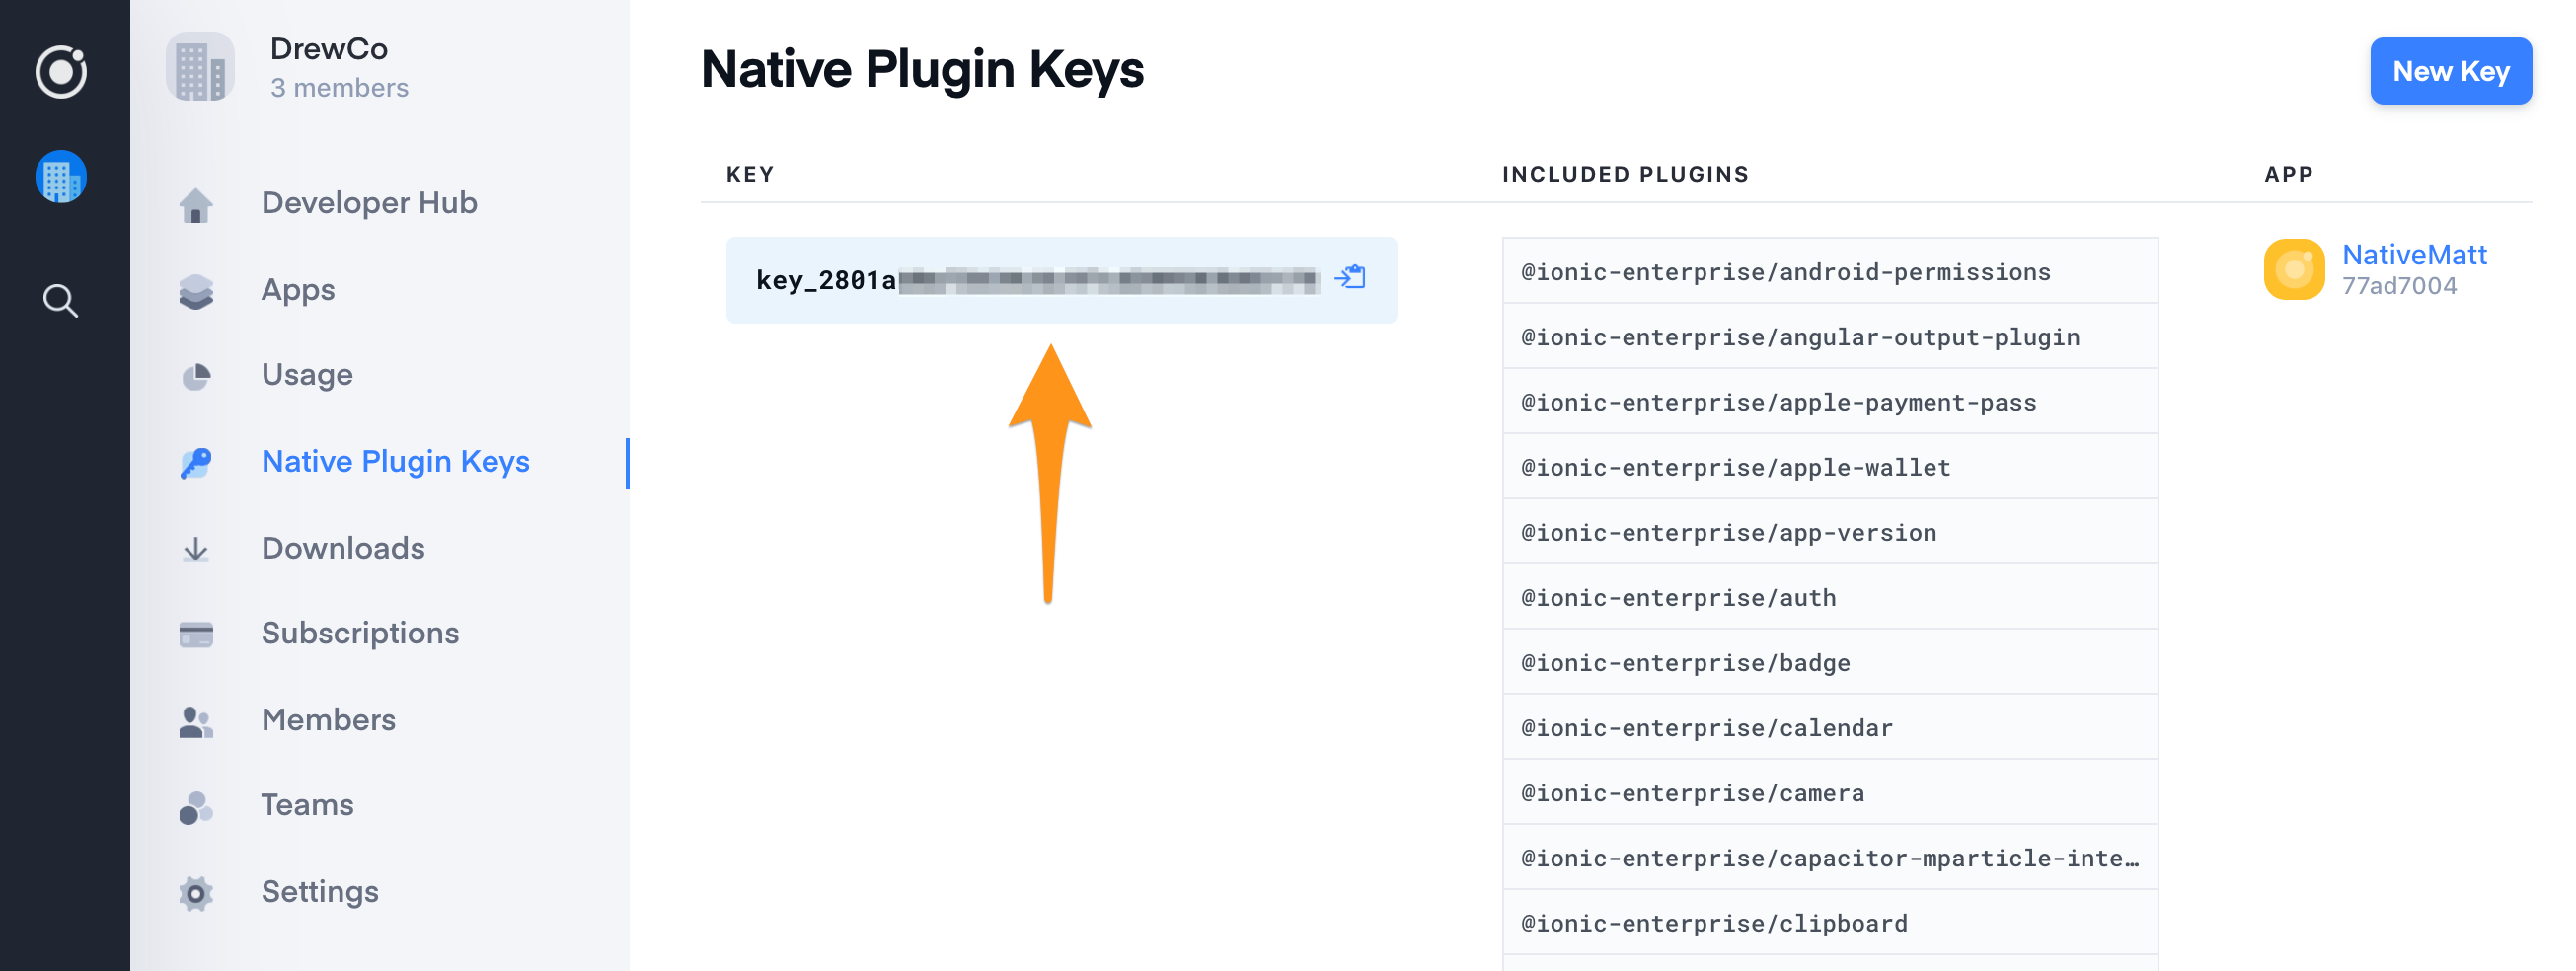 DrewCo
3 members
Developer Hub
Apps
Usage
Native Plugin Keys
Downloads
Subscriptions
Members
Teams
Settings
Native Plugin Keys
New Key
KEY
INCLUDED PLUGINS
APP
key_2801a
@ionic-enterprise/android-permissions
@ionic-enterprise/angular-output-plugin
@ionic-enterprise/apple-payment-pass
@ionic-enterprise/apple-wallet
@ionic-enterprise/app-version
@ionic-enterprise/auth
@ionic-enterprise/badge
@ionic-enterprise/calendar
@ionic-enterprise/camera
@ionic-enterprise/capacitor-mparticle-inte…
@ionic-enterprise/clipboard
NativeMatt
77ad7004